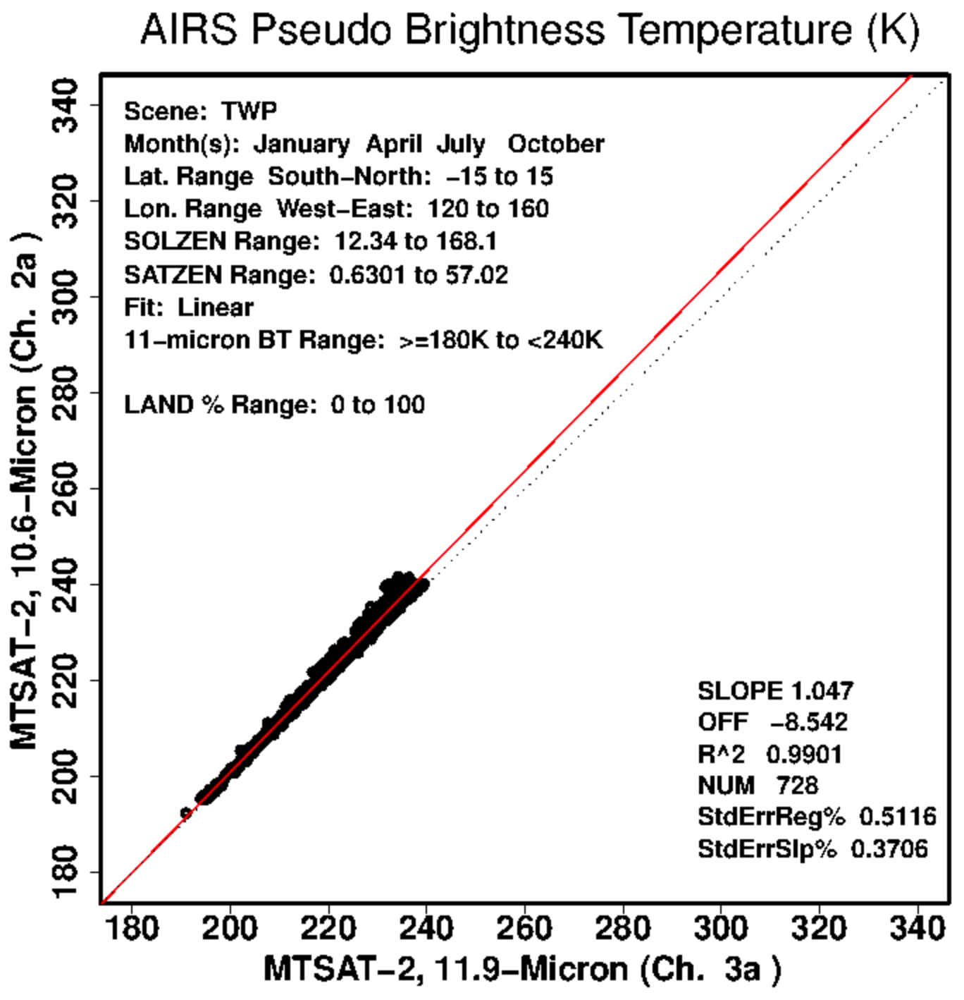 AIRS Pseudo Brightness Temperature (K)
Scene: TWP
Month(s): January April July October
Lat. Range South−North: −15 to 15
Lon. Range West−East: 120 to 160
SOLZEN Range: 12.34 to 168.1
SATZEN Range: 0.6301 to 57.02
Fit: Linear
11−micron BT Range: >=180K to <240K
LAND % Range: 0 to 100
MTSAT−2, 10.6−Micron (Ch. 2a )
340
320
300
280
260
240
220
200
180
SLOPE 1.047
OFF −8.542
R^2 0.9901
NUM 728
StdErrReg% 0.5116
StdErrSlp% 0.3706
180 200 220 240 260 280 300 320 340
MTSAT−2, 11.9−Micron (Ch. 3a )